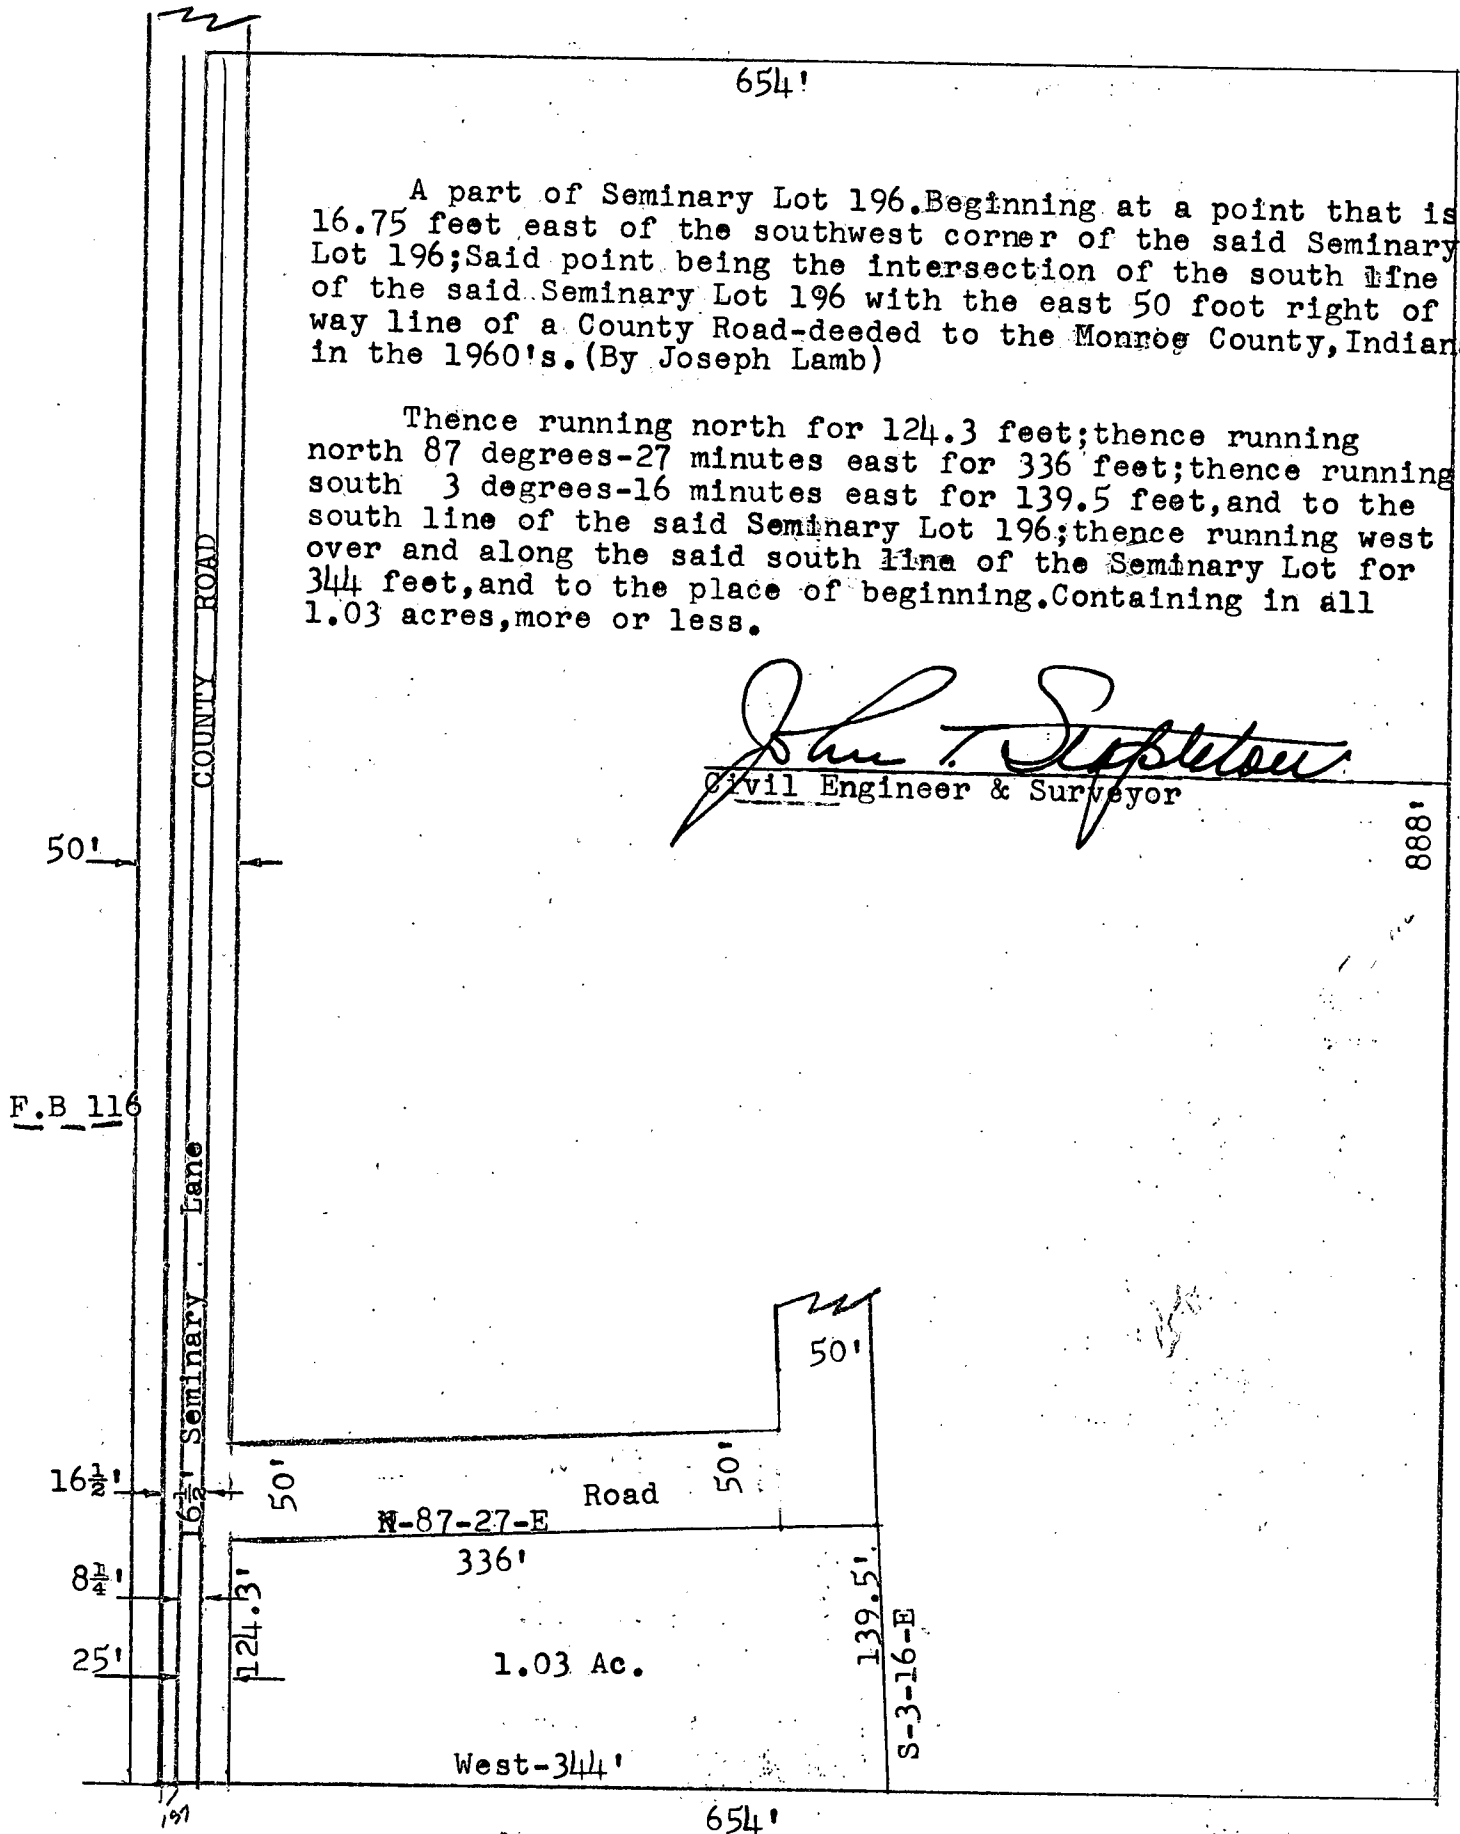 654'
A part of Seminary Lot 196.Beginning at a point that is
16.75 feet east of the southwest corner of the said Seminary
Lot 196;Said point being the intersection of the south line
of the said Seminary Lot 196 with the east 50 foot right of
way line of a County Road-deeded to the Monroe County,Indian
in the 1960's.(By Joseph Lamb)
Thence running north for 124.3 feet;thence running
north 87 degrees-27 minutes east for 336 feet;thence running
south 3 degrees-16 minutes east for 139.5 feet,and to the
south line of the said Seminary Lot 196;thence running west
over and along the said south line of the Seminary Lot for
344 feet,and to the place of beginning.Containing in all
1.03 acres,more or less.
COUNTY ROAD
John T. Stapleton
Civil Engineer & Surveyor
50'
888'
F.B 116
16½' Seminary Lane
50'
16½'
50'
Road
50'
N-87-27-E
336'
8¼'
124.3'
139.5'
25'
1.03 Ac.
S-3-16-E
West-344'
654'